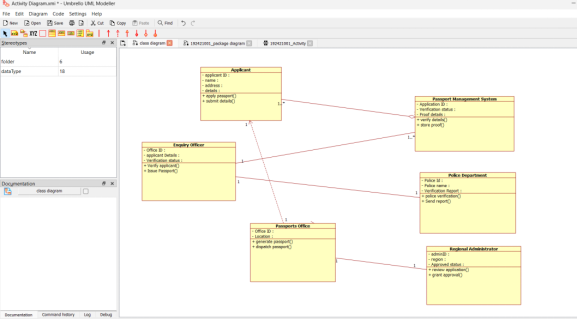 Activity Diagram.xmi * - Umbrello UML Modeller
File Edit Diagram Code Settings Help
New Open Save Cut Copy Paste Find
Stereotypes
class diagram 192431091_package diagram 192431091_Activity
Name Usage
folder 6
dataType 18
Documentation
class diagram
Documentation Command history Log Debug
Applicant
- applicant ID :
- name :
- address :
- details :
+ apply passport()
+ submit details()
1..*
1
Passport Management System
- Application ID :
- Verification status :
- Proof details :
+ verify details()
+ store proof()
1..*
Enquiry Officer
- Office ID :
- applicant Details :
- Verification status :
+ Verify applicant()
+ Issue Passport()
1
1
Police Department
- Police Id :
- Police name :
- Verification Report :
+ police verification()
+ Send report()
1
Passports Office
- Office ID :
- Location :
+ generate passport()
+ dispatch passport()
1
1
Regional Administrator
- adminID :
- region :
- Approved status :
+ review application()
+ grant approval()
1